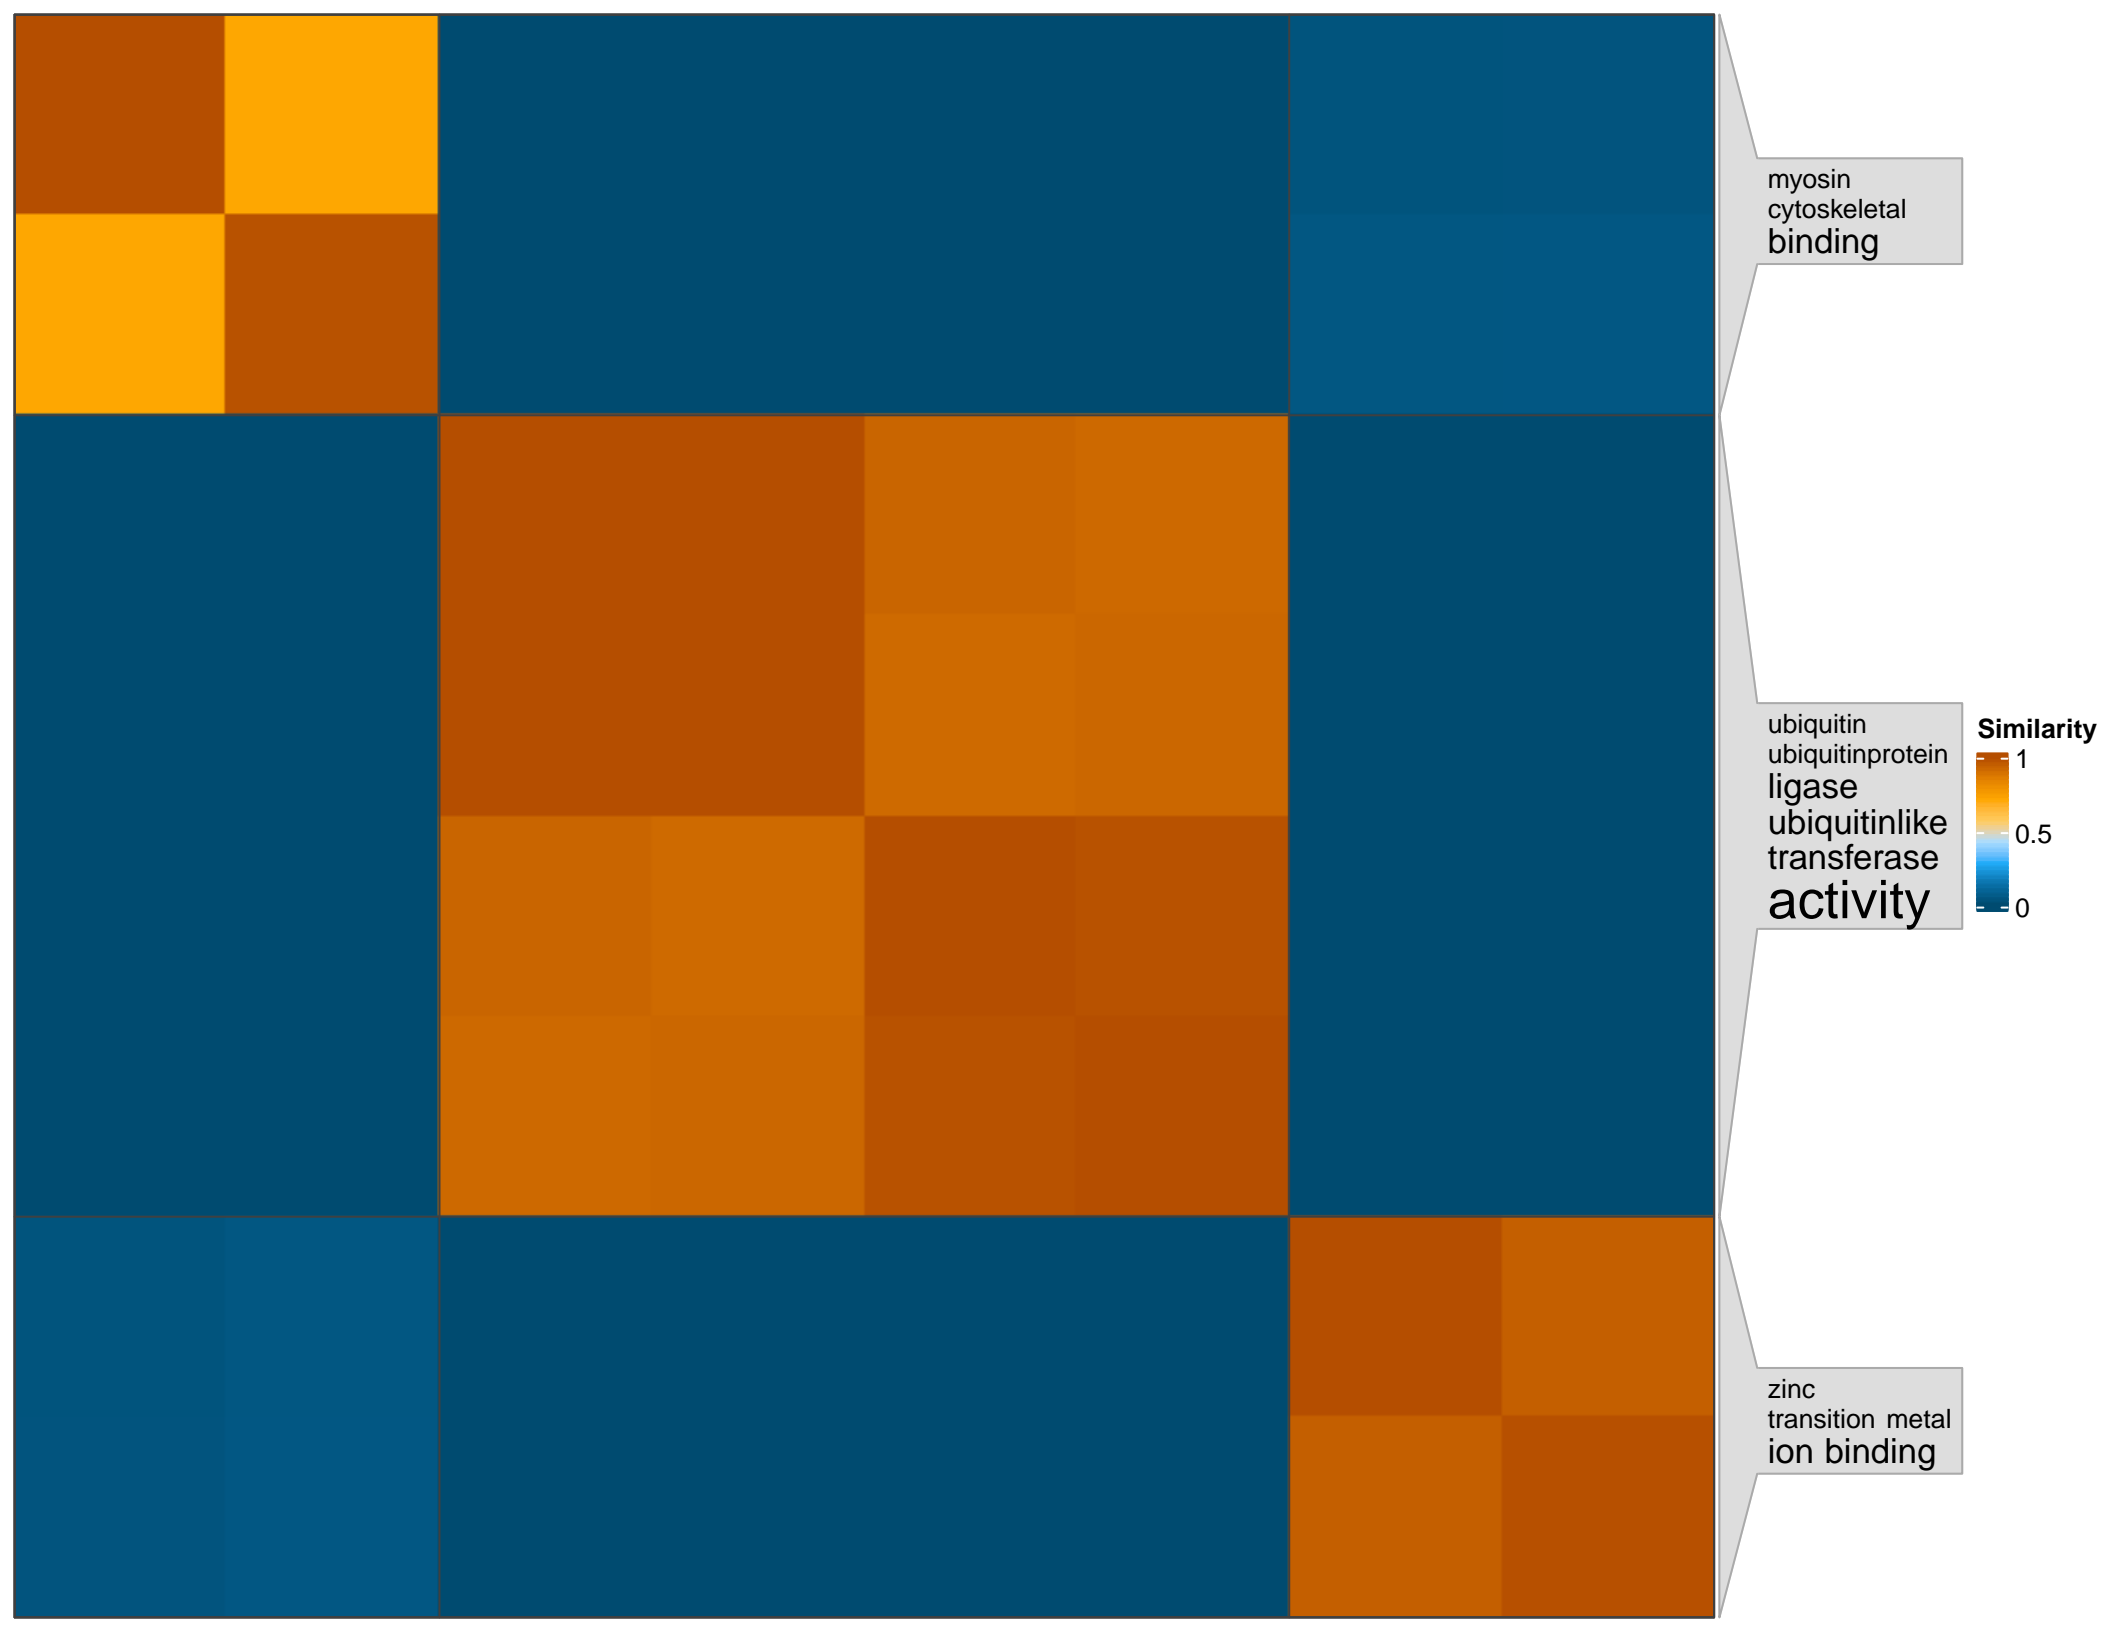 myosin
cytoskeletal
binding
ubiquitin
ubiquitinprotein
ligase
ubiquitinlike
transferase
activity
Similarity
1
0.5
0
zinc
transition metal
ion binding